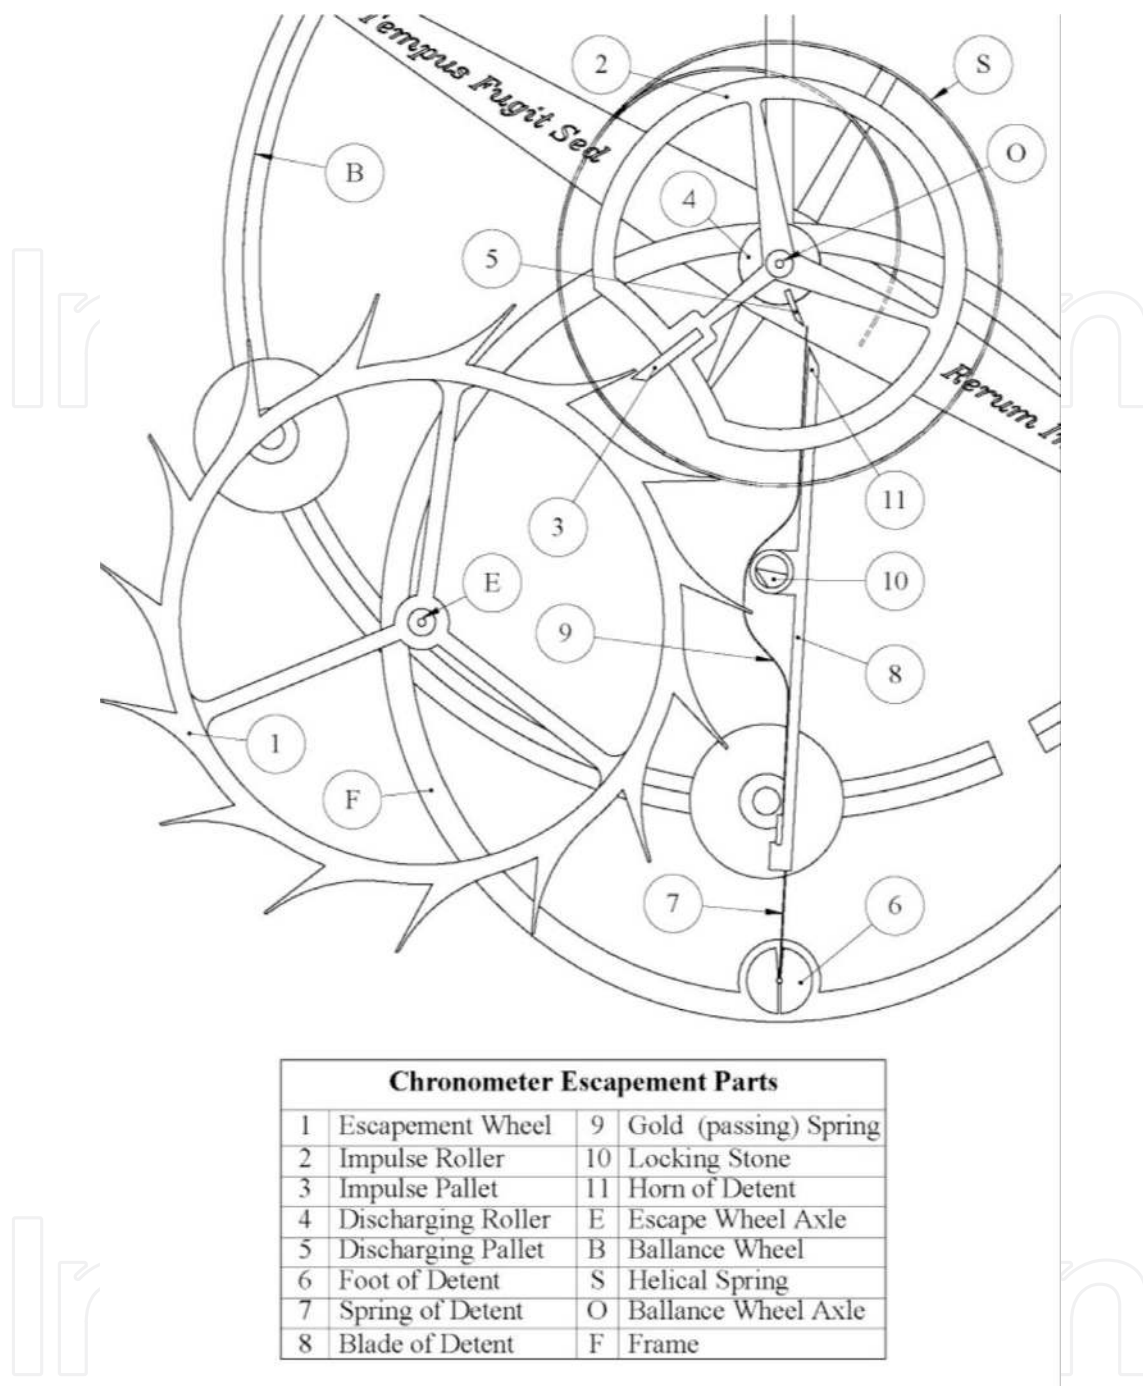 Tempus Fugit Sed
2
S
B
O
4
5
3
11
E
10
9
8
1
F
7
6
Rerum
Chronometer Escapement Parts
1 Escapement Wheel 9 Gold (passing) Spring
2 Impulse Roller 10 Locking Stone
3 Impulse Pallet 11 Horn of Detent
4 Discharging Roller E Escape Wheel Axle
5 Discharging Pallet B Ballance Wheel
6 Foot of Detent S Helical Spring
7 Spring of Detent O Ballance Wheel Axle
8 Blade of Detent F Frame